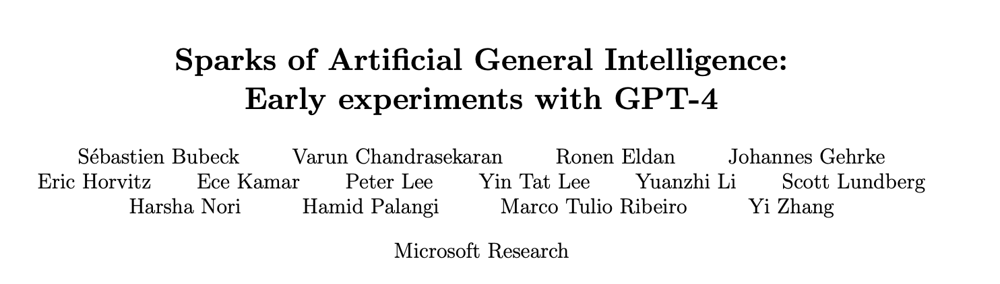 Sparks of Artificial General Intelligence:
Early experiments with GPT-4
Sébastien Bubeck Varun Chandrasekaran Ronen Eldan Johannes Gehrke
Eric Horvitz Ece Kamar Peter Lee Yin Tat Lee Yuanzhi Li Scott Lundberg
Harsha Nori Hamid Palangi Marco Tulio Ribeiro Yi Zhang
Microsoft Research